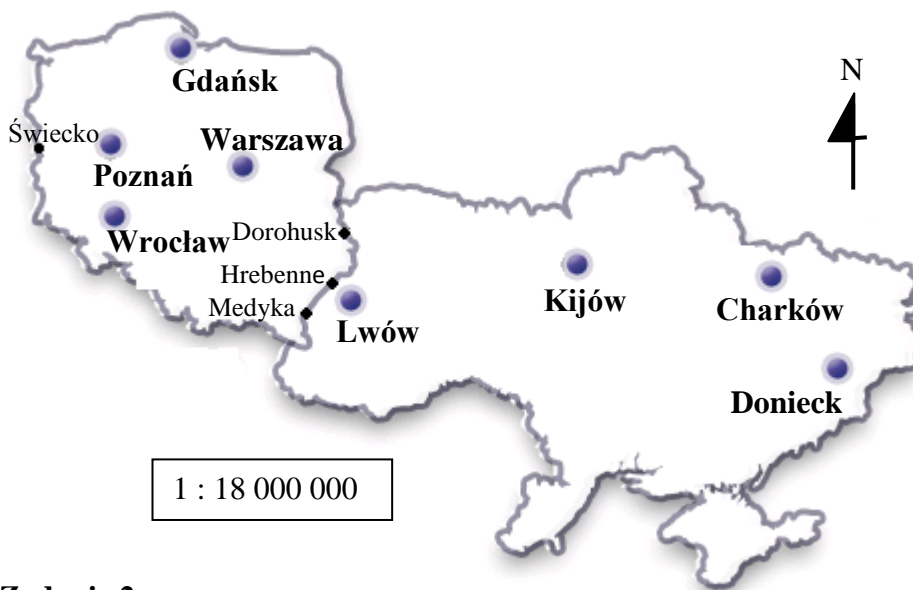 Gdańsk
N
Świecko
Warszawa
Poznań
Wrocław
Dorohusk
Hrebenne
Medyka
Kijów
Charków
Lwów
Donieck
1 : 18 000 000